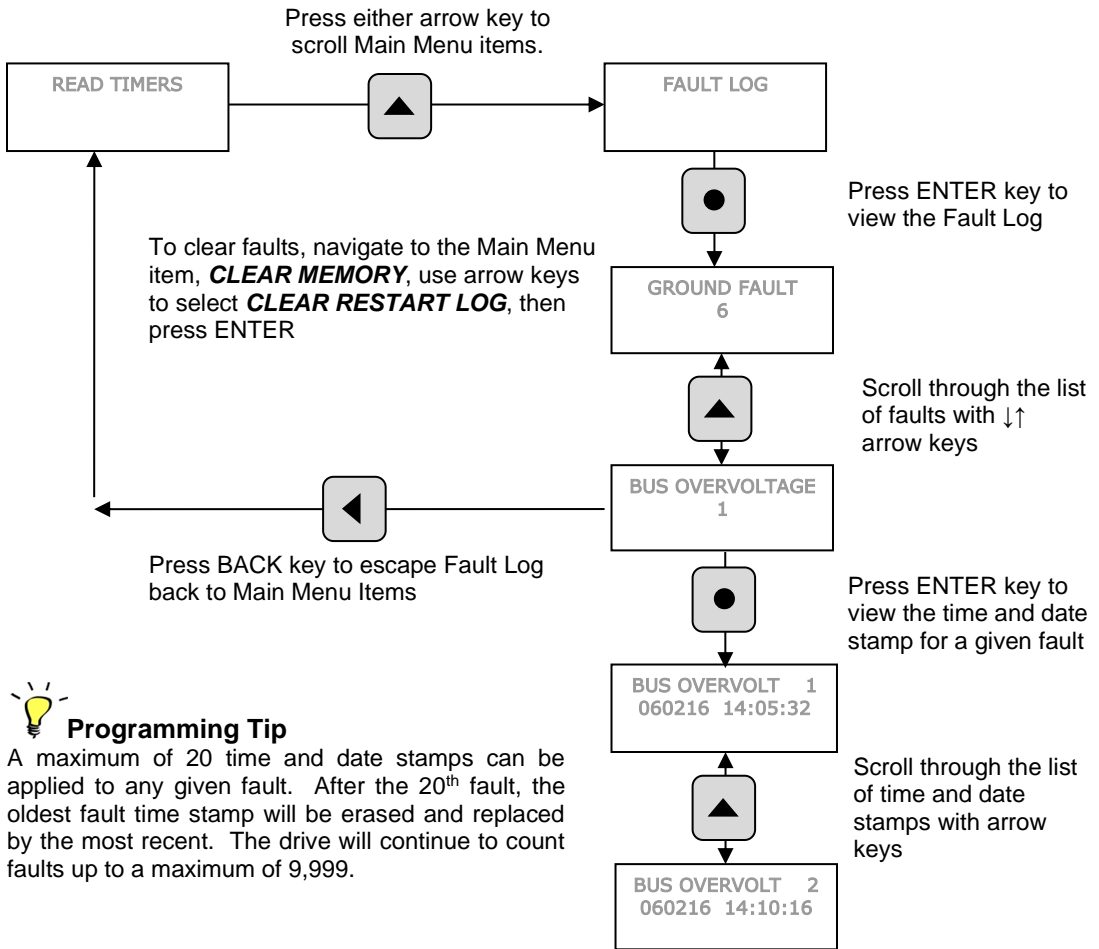 Press either arrow key to
scroll Main Menu items.
READ TIMERS
FAULT LOG
Press ENTER key to
view the Fault Log
To clear faults, navigate to the Main Menu
item, CLEAR MEMORY, use arrow keys
to select CLEAR RESTART LOG, then
press ENTER
GROUND FAULT
6
Scroll through the list
of faults with ↓↑
arrow keys
BUS OVERVOLTAGE
1
Press BACK key to escape Fault Log
back to Main Menu Items
Press ENTER key to
view the time and date
stamp for a given fault
BUS OVERVOLT 1
060216 14:05:32
Programming Tip
A maximum of 20 time and date stamps can be
applied to any given fault. After the 20th fault, the
oldest fault time stamp will be erased and replaced
by the most recent. The drive will continue to count
faults up to a maximum of 9,999.
Scroll through the list
of time and date
stamps with arrow
keys
BUS OVERVOLT 2
060216 14:10:16